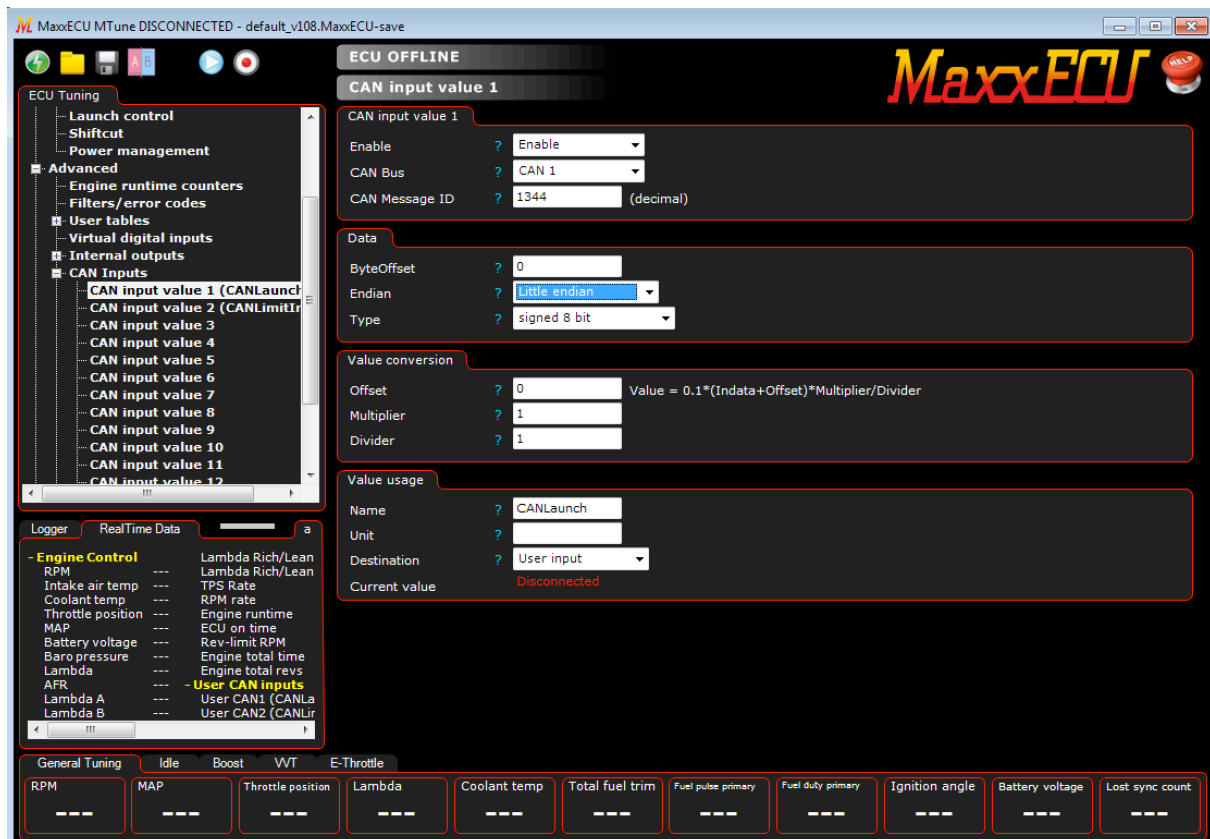 MaxxECU MTune DISCONNECTED - default_v108.MaxxECU-save
A B
ECU OFFLINE
CAN input value 1
MaxxECU
HELP
ECU Tuning
Launch control
Shiftcut
Power management
Advanced
Engine runtime counters
Filters/error codes
User tables
Virtual digital inputs
Internal outputs
CAN Inputs
CAN input value 1 (CANLaunch
CAN input value 2 (CANLimitIr
CAN input value 3
CAN input value 4
CAN input value 5
CAN input value 6
CAN input value 7
CAN input value 8
CAN input value 9
CAN input value 10
CAN input value 11
CAN input value 12
CAN input value 1
Enable ? Enable
CAN Bus ? CAN 1
CAN Message ID ? 1344 (decimal)
Data
ByteOffset ? 0
Endian ? Little endian
Type ? signed 8 bit
Value conversion
Offset ? 0 Value = 0.1*(Indata+Offset)*Multiplier/Divider
Multiplier ? 1
Divider ? 1
Value usage
Name ? CANLaunch
Unit ?
Destination ? User input
Current value Disconnected
Logger RealTime Data a
- Engine Control Lambda Rich/Lean
RPM --- Lambda Rich/Lean
Intake air temp --- TPS Rate
Coolant temp --- RPM rate
Throttle position --- Engine runtime
MAP --- ECU on time
Battery voltage --- Rev-limit RPM
Baro pressure --- Engine total time
Lambda --- Engine total revs
AFR --- - User CAN inputs
Lambda A --- User CAN1 (CANLa
Lambda B --- User CAN2 (CANLir
General Tuning Idle Boost VVT E-Throttle
RPM MAP Throttle position Lambda Coolant temp Total fuel trim Fuel pulse primary Fuel duty primary Ignition angle Battery voltage Lost sync count
--- --- --- --- --- --- --- --- --- --- ---